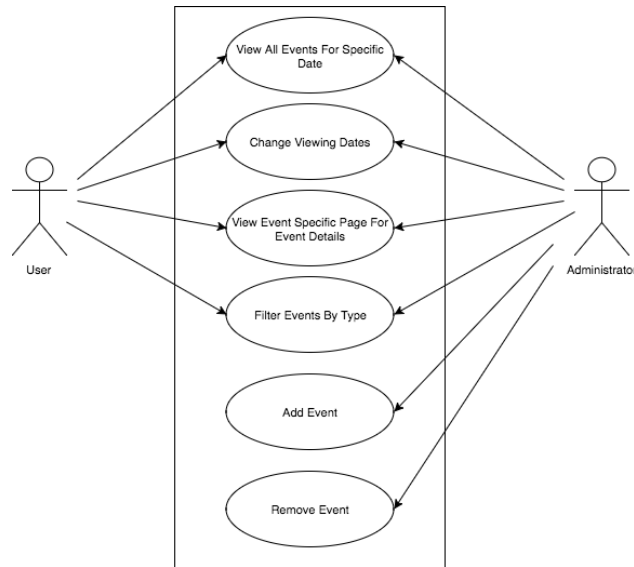 View All Events For Specific
Date
Change Viewing Dates
View Event Specific Page For
Event Details
User
Administrator
Filter Events By Type
Add Event
Remove Event